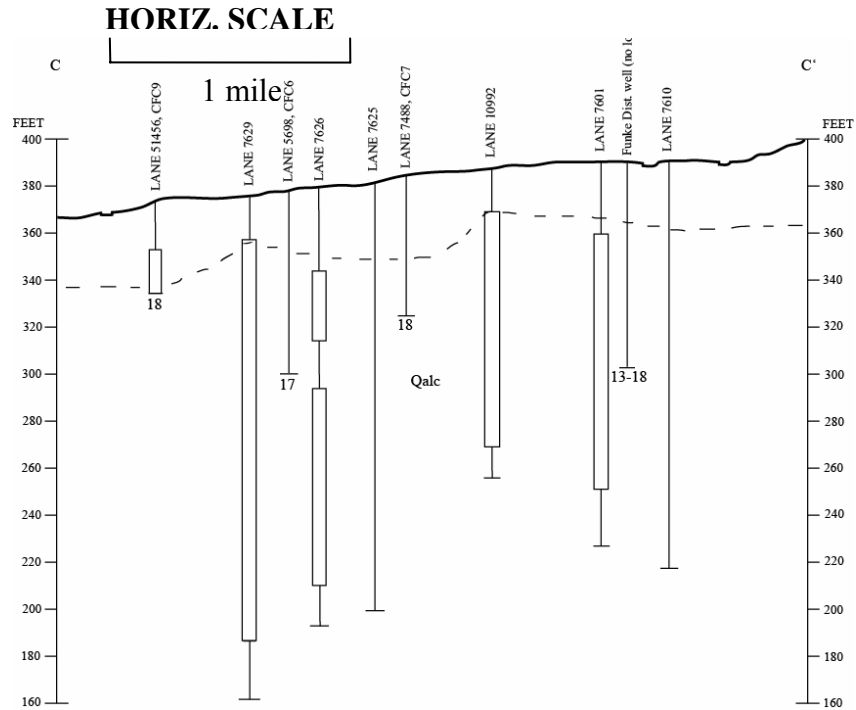 HORIZ. SCALE
1 mile
C
C'
FEET
FEET
LANE 51456, CFC9
LANE 7629
LANE 5698, CFC6
LANE 7626
LANE 7625
LANE 7488, CFC7
LANE 10992
LANE 7601
Funke Dist. well (no
LANE 7610
400
380
360
340
320
300
280
260
240
220
200
180
160
400
380
360
340
320
300
280
260
240
220
200
180
160
18
17
18
13-18
Qalc